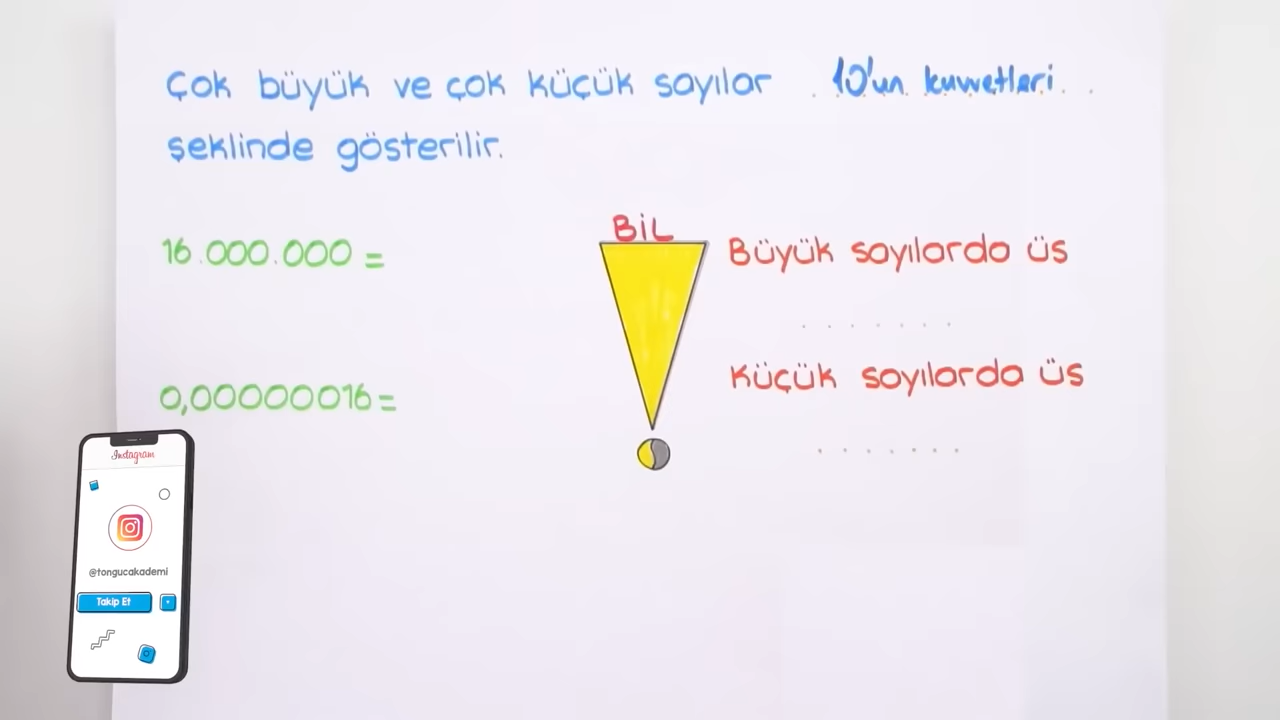 Çok büyük ve çok küçük sayılar . 10'un kuvvetleri . .
şeklinde gösterilir.
16.000.000 =
0,00000016 =
BİL
Büyük sayılarda üs
. . . . . . .
Küçük sayılarda üs
. . . . . . .
Instagram
@tongucakademi
Takip Et